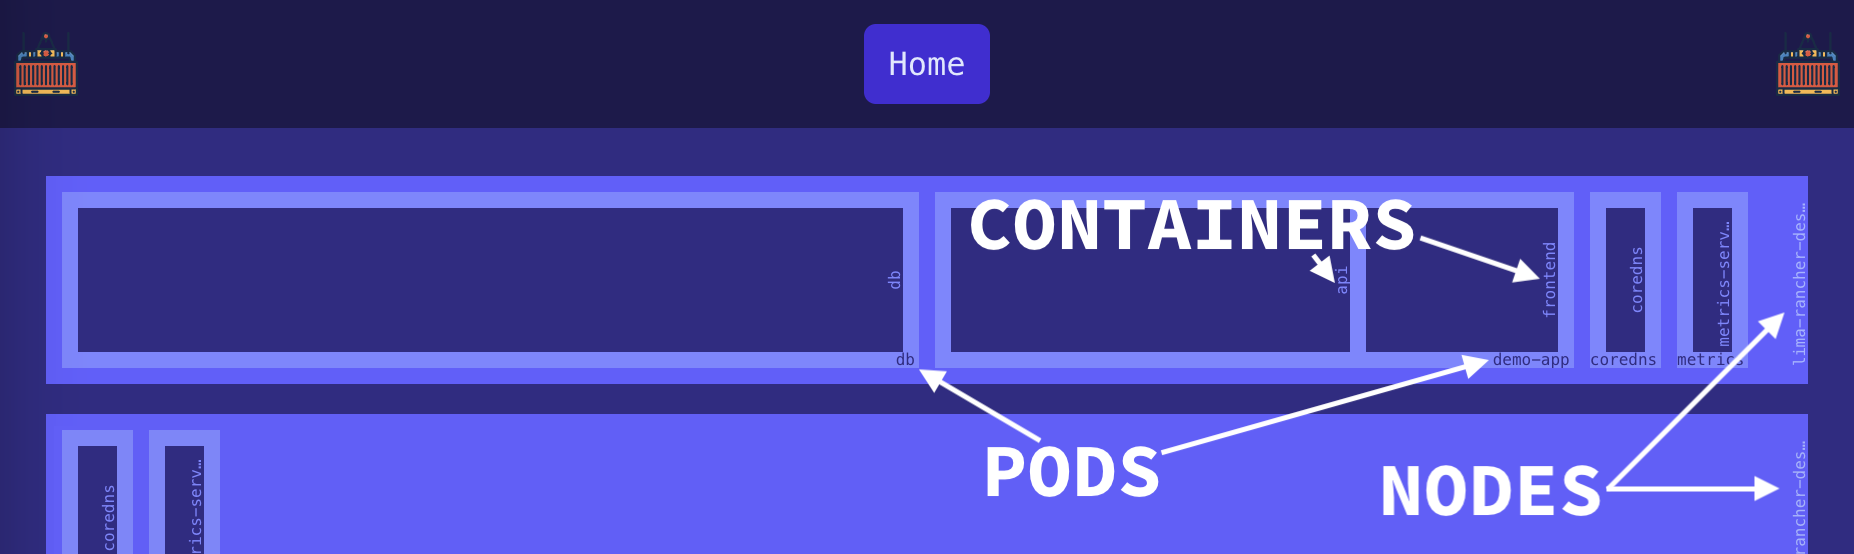 Home
CONTAINERS
db
api
frontend
coredns
metrics-serv…
lima-rancher-des…
db
demo-app
coredns
metrics
PODS
NODES
coredns
rics-serv…
rancher-des…